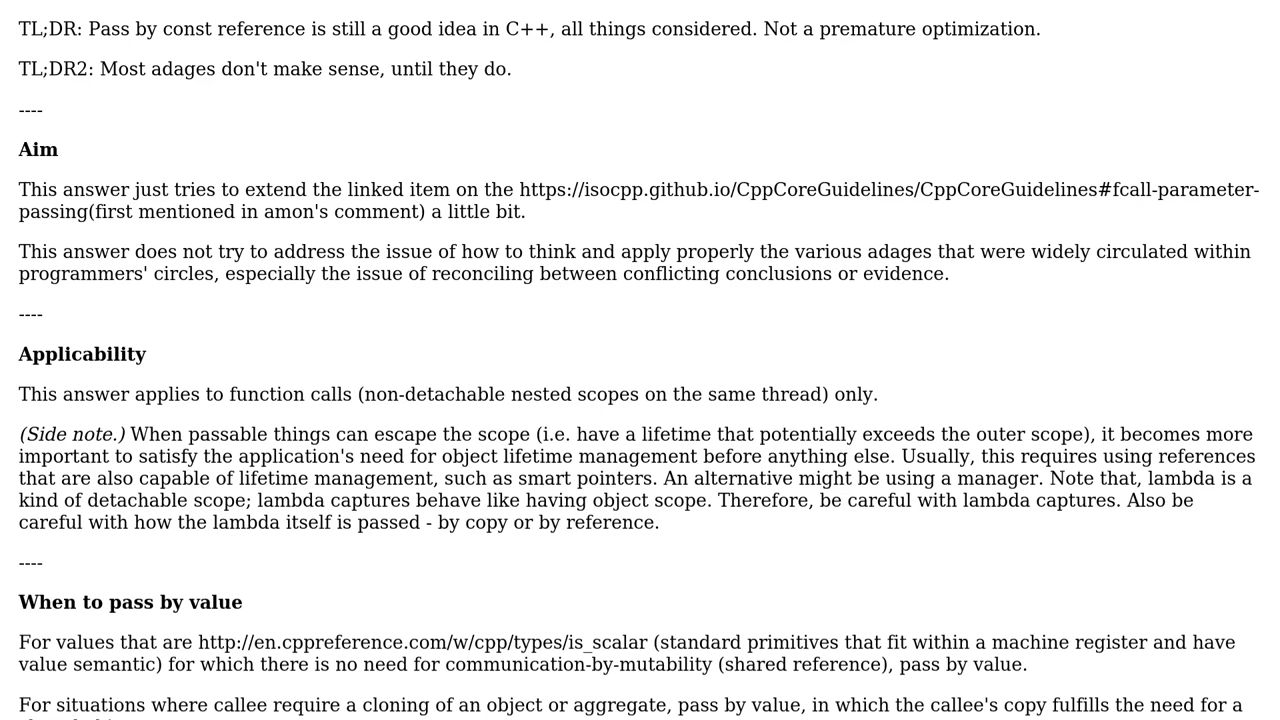 TL;DR: Pass by const reference is still a good idea in C++, all things considered. Not a premature optimization.
TL;DR2: Most adages don't make sense, until they do.
----
Aim
This answer just tries to extend the linked item on the https://isocpp.github.io/CppCoreGuidelines/CppCoreGuidelines#fcall-parameter-
passing(first mentioned in amon's comment) a little bit.
This answer does not try to address the issue of how to think and apply properly the various adages that were widely circulated within
programmers' circles, especially the issue of reconciling between conflicting conclusions or evidence.
----
Applicability
This answer applies to function calls (non-detachable nested scopes on the same thread) only.
(Side note.) When passable things can escape the scope (i.e. have a lifetime that potentially exceeds the outer scope), it becomes more
important to satisfy the application's need for object lifetime management before anything else. Usually, this requires using references
that are also capable of lifetime management, such as smart pointers. An alternative might be using a manager. Note that, lambda is a
kind of detachable scope; lambda captures behave like having object scope. Therefore, be careful with lambda captures. Also be
careful with how the lambda itself is passed - by copy or by reference.
----
When to pass by value
For values that are http://en.cppreference.com/w/cpp/types/is_scalar (standard primitives that fit within a machine register and have
value semantic) for which there is no need for communication-by-mutability (shared reference), pass by value.
For situations where callee require a cloning of an object or aggregate, pass by value, in which the callee's copy fulfills the need for a